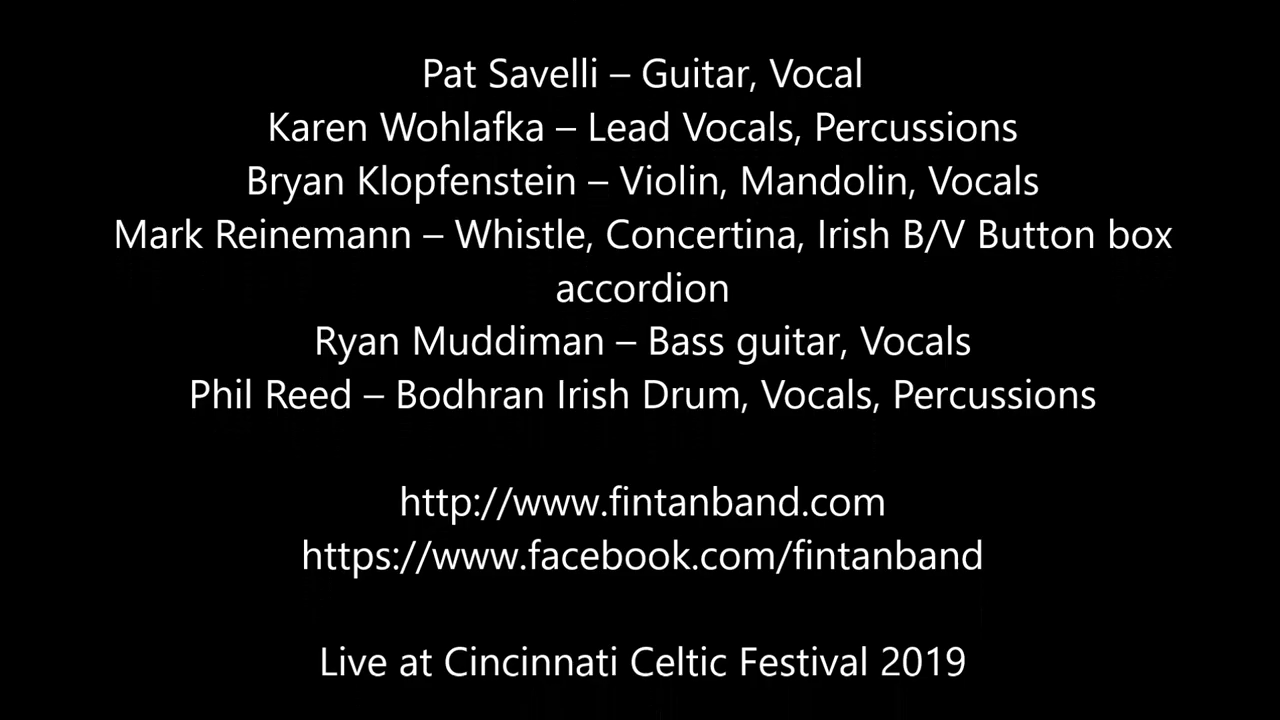 Pat Savelli – Guitar, Vocal
Karen Wohlafka – Lead Vocals, Percussions
Bryan Klopfenstein – Violin, Mandolin, Vocals
Mark Reinemann – Whistle, Concertina, Irish B/V Button box
accordion
Ryan Muddiman – Bass guitar, Vocals
Phil Reed – Bodhran Irish Drum, Vocals, Percussions
http://www.fintanband.com
https://www.facebook.com/fintanband
Live at Cincinnati Celtic Festival 2019